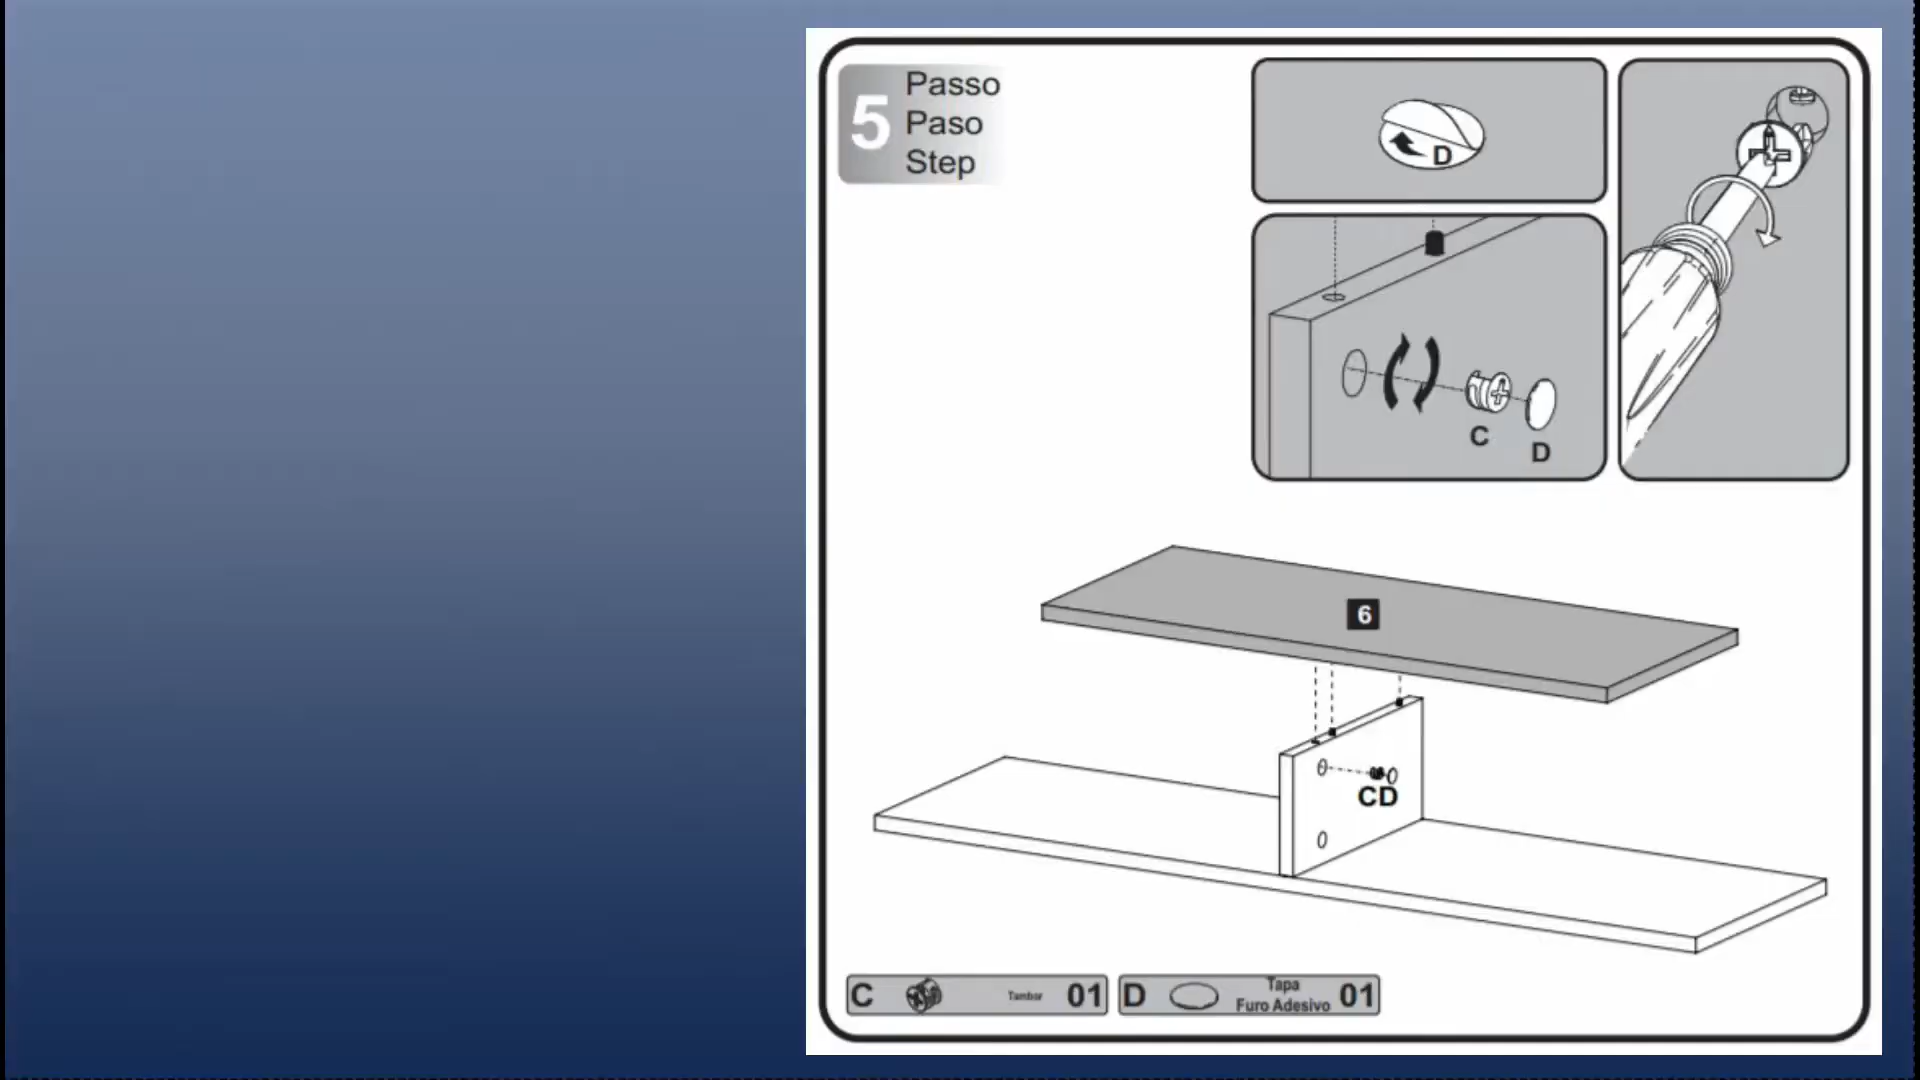 5
Passo
Paso
Step
D
C
D
6
CD
C Tambor 01
D Tapa Furo Adesivo 01